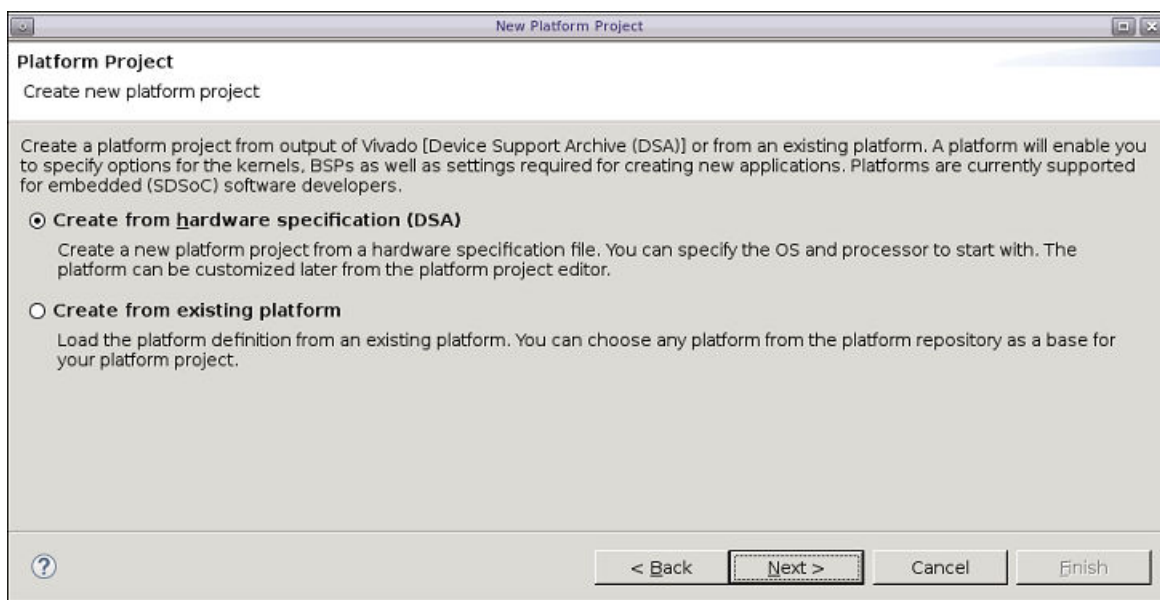 New Platform Project
Platform Project
Create new platform project
Create a platform project from output of Vivado [Device Support Archive (DSA)] or from an existing platform. A platform will enable you
to specify options for the kernels, BSPs as well as settings required for creating new applications. Platforms are currently supported
for embedded (SDSoC) software developers.
Create from hardware specification (DSA)
Create a new platform project from a hardware specification file. You can specify the OS and processor to start with. The
platform can be customized later from the platform project editor.
Create from existing platform
Load the platform definition from an existing platform. You can choose any platform from the platform repository as a base for
your platform project.
? < Back Next > Cancel Finish